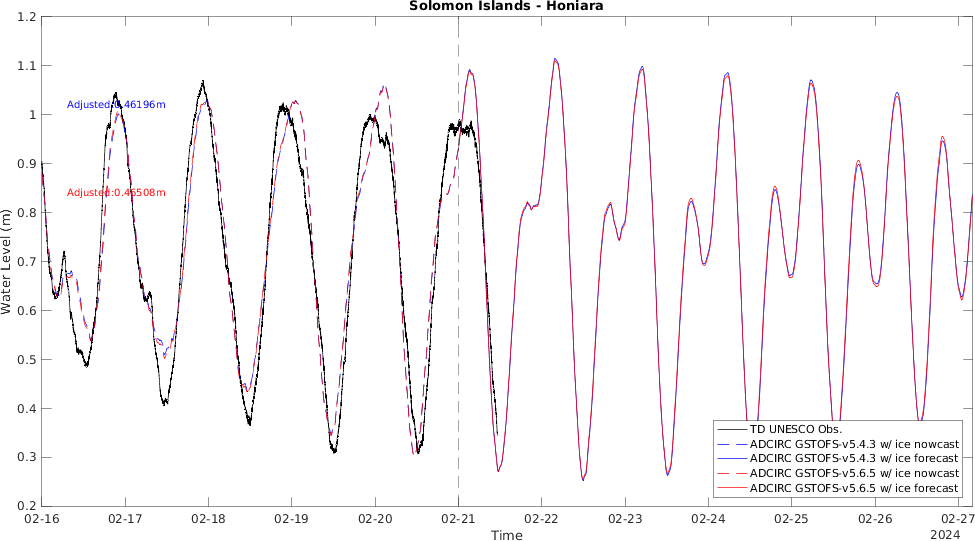 Solomon Islands - Honiara
1.2
1.1
1
0.9
0.8
0.7
0.6
0.5
0.4
0.3
0.2
Water Level (m)
Adjusted:0.46196m
Adjusted:0.46508m
TD UNESCO Obs.
ADCIRC GSTOFS-v5.4.3 w/ ice nowcast
ADCIRC GSTOFS-v5.4.3 w/ ice forecast
ADCIRC GSTOFS-v5.6.5 w/ ice nowcast
ADCIRC GSTOFS-v5.6.5 w/ ice forecast
02-16 02-17 02-18 02-19 02-20 02-21 02-22 02-23 02-24 02-25 02-26 02-27
Time
2024